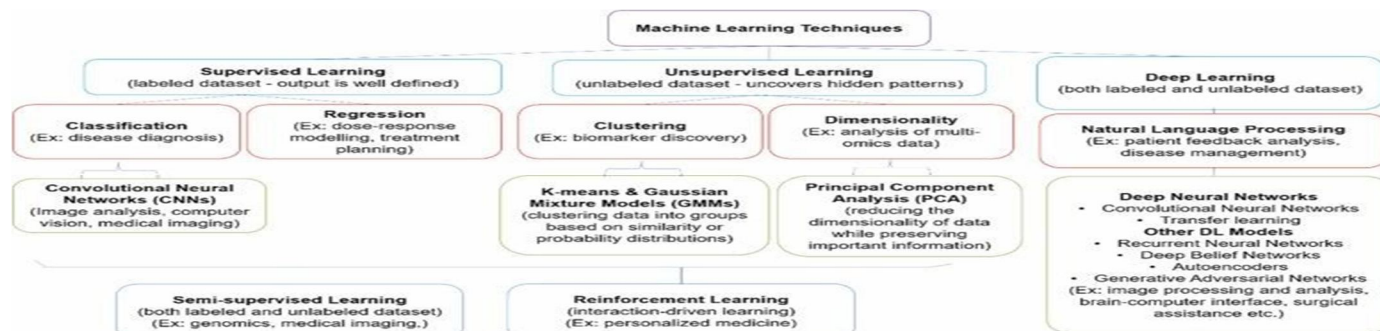 Machine Learning Techniques
Supervised Learning
(labeled dataset - output is well defined)
Unsupervised Learning
(unlabeled dataset - uncovers hidden patterns)
Deep Learning
(both labeled and unlabeled dataset)
Classification
(Ex: disease diagnosis)
Regression
(Ex: dose-response
modelling, treatment
planning)
Clustering
(Ex: biomarker discovery)
Dimensionality
(Ex: analysis of multi-
omics data)
Natural Language Processing
(Ex: patient feedback analysis,
disease management)
Convolutional Neural
Networks (CNNs)
(Image analysis, computer
vision, medical imaging)
K-means & Gaussian
Mixture Models (GMMs)
(clustering data into groups
based on similarity or
probability distributions)
Principal Component
Analysis (PCA)
(reducing the
dimensionality of data
while preserving
important information)
Deep Neural Networks
• Convolutional Neural Networks
• Transfer learning
Other DL Models
• Recurrent Neural Networks
• Deep Belief Networks
• Autoencoders
• Generative Adversarial Networks
(Ex: image processing and analysis,
brain-computer interface, surgical
assistance etc.)
Semi-supervised Learning
(both labeled and unlabeled dataset)
(Ex: genomics, medical imaging,)
Reinforcement Learning
(interaction-driven learning)
(Ex: personalized medicine)